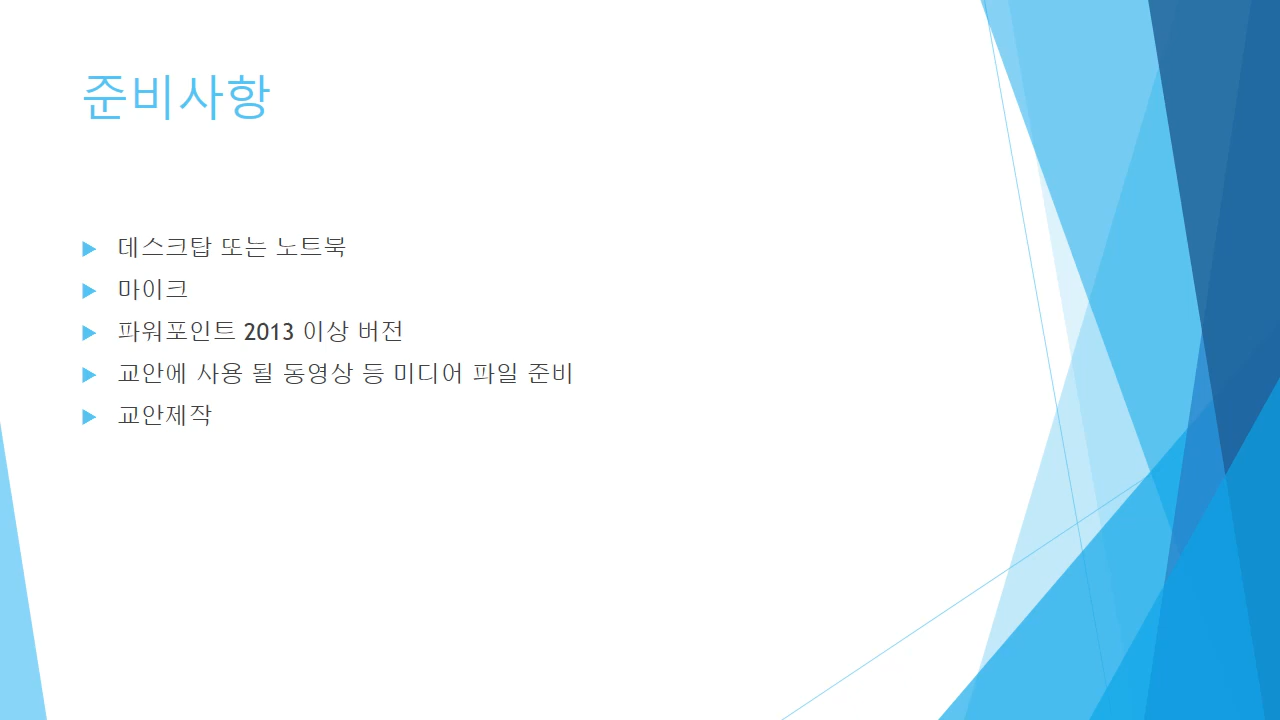 준비사항
데스크탑 또는 노트북
마이크
파워포인트 2013 이상 버전
교안에 사용 될 동영상 등 미디어 파일 준비
교안제작